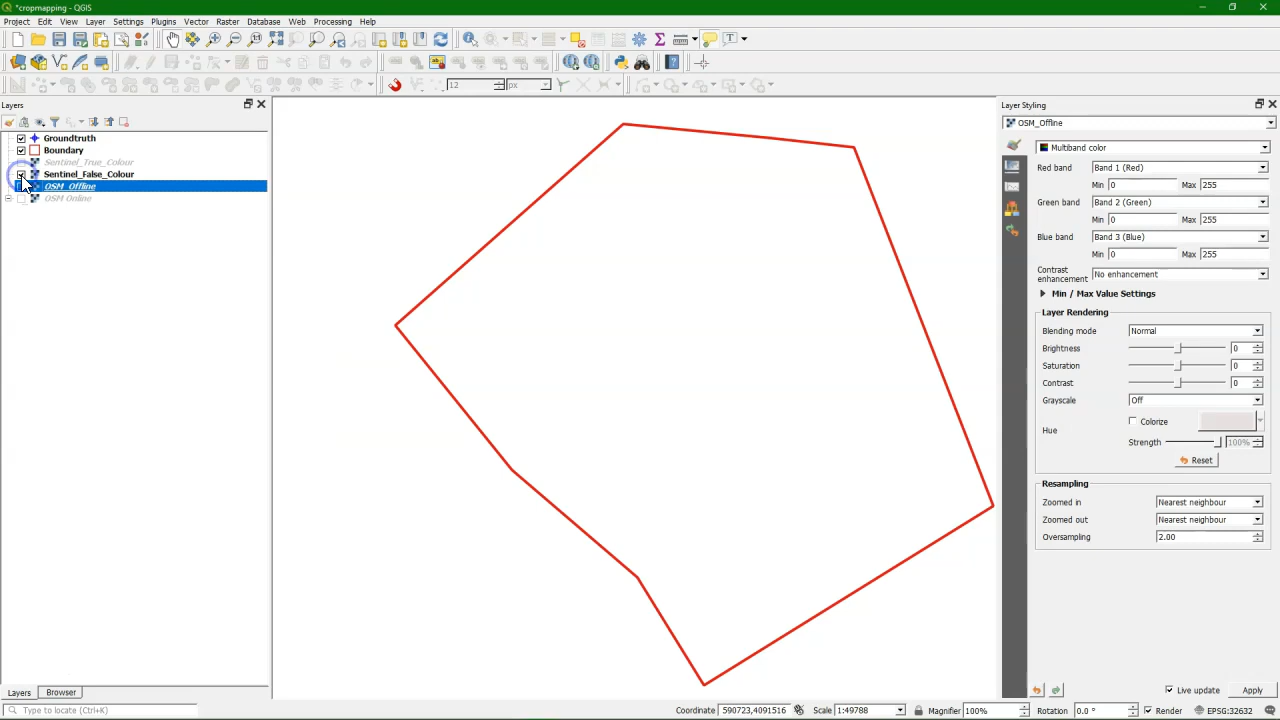 *cropmapping - QGIS
Project Edit View Layer Settings Plugins Vector Raster Database Web Processing Help
12 px
Layers
Layer Styling
Groundtruth
Boundary
Sentinel_True_Colour
Sentinel_False_Colour
OSM_Offline
OSM Online
OSM_Offline
Multiband color
Red band Band 1 (Red)
Min 0 Max 255
Green band Band 2 (Green)
Min 0 Max 255
Blue band Band 3 (Blue)
Min 0 Max 255
Contrast
enhancement No enhancement
Min / Max Value Settings
Layer Rendering
Blending mode Normal
Brightness 0
Saturation 0
Contrast 0
Grayscale Off
Hue Colorize
Strength 100%
Reset
Resampling
Zoomed in Nearest neighbour
Zoomed out Nearest neighbour
Oversampling 2.00
Live update Apply
Layers Browser
Type to locate (Ctrl+K) Coordinate 590723,4091516 Scale 1:49788 Magnifier 100% Rotation 0.0 ° Render EPSG:32632